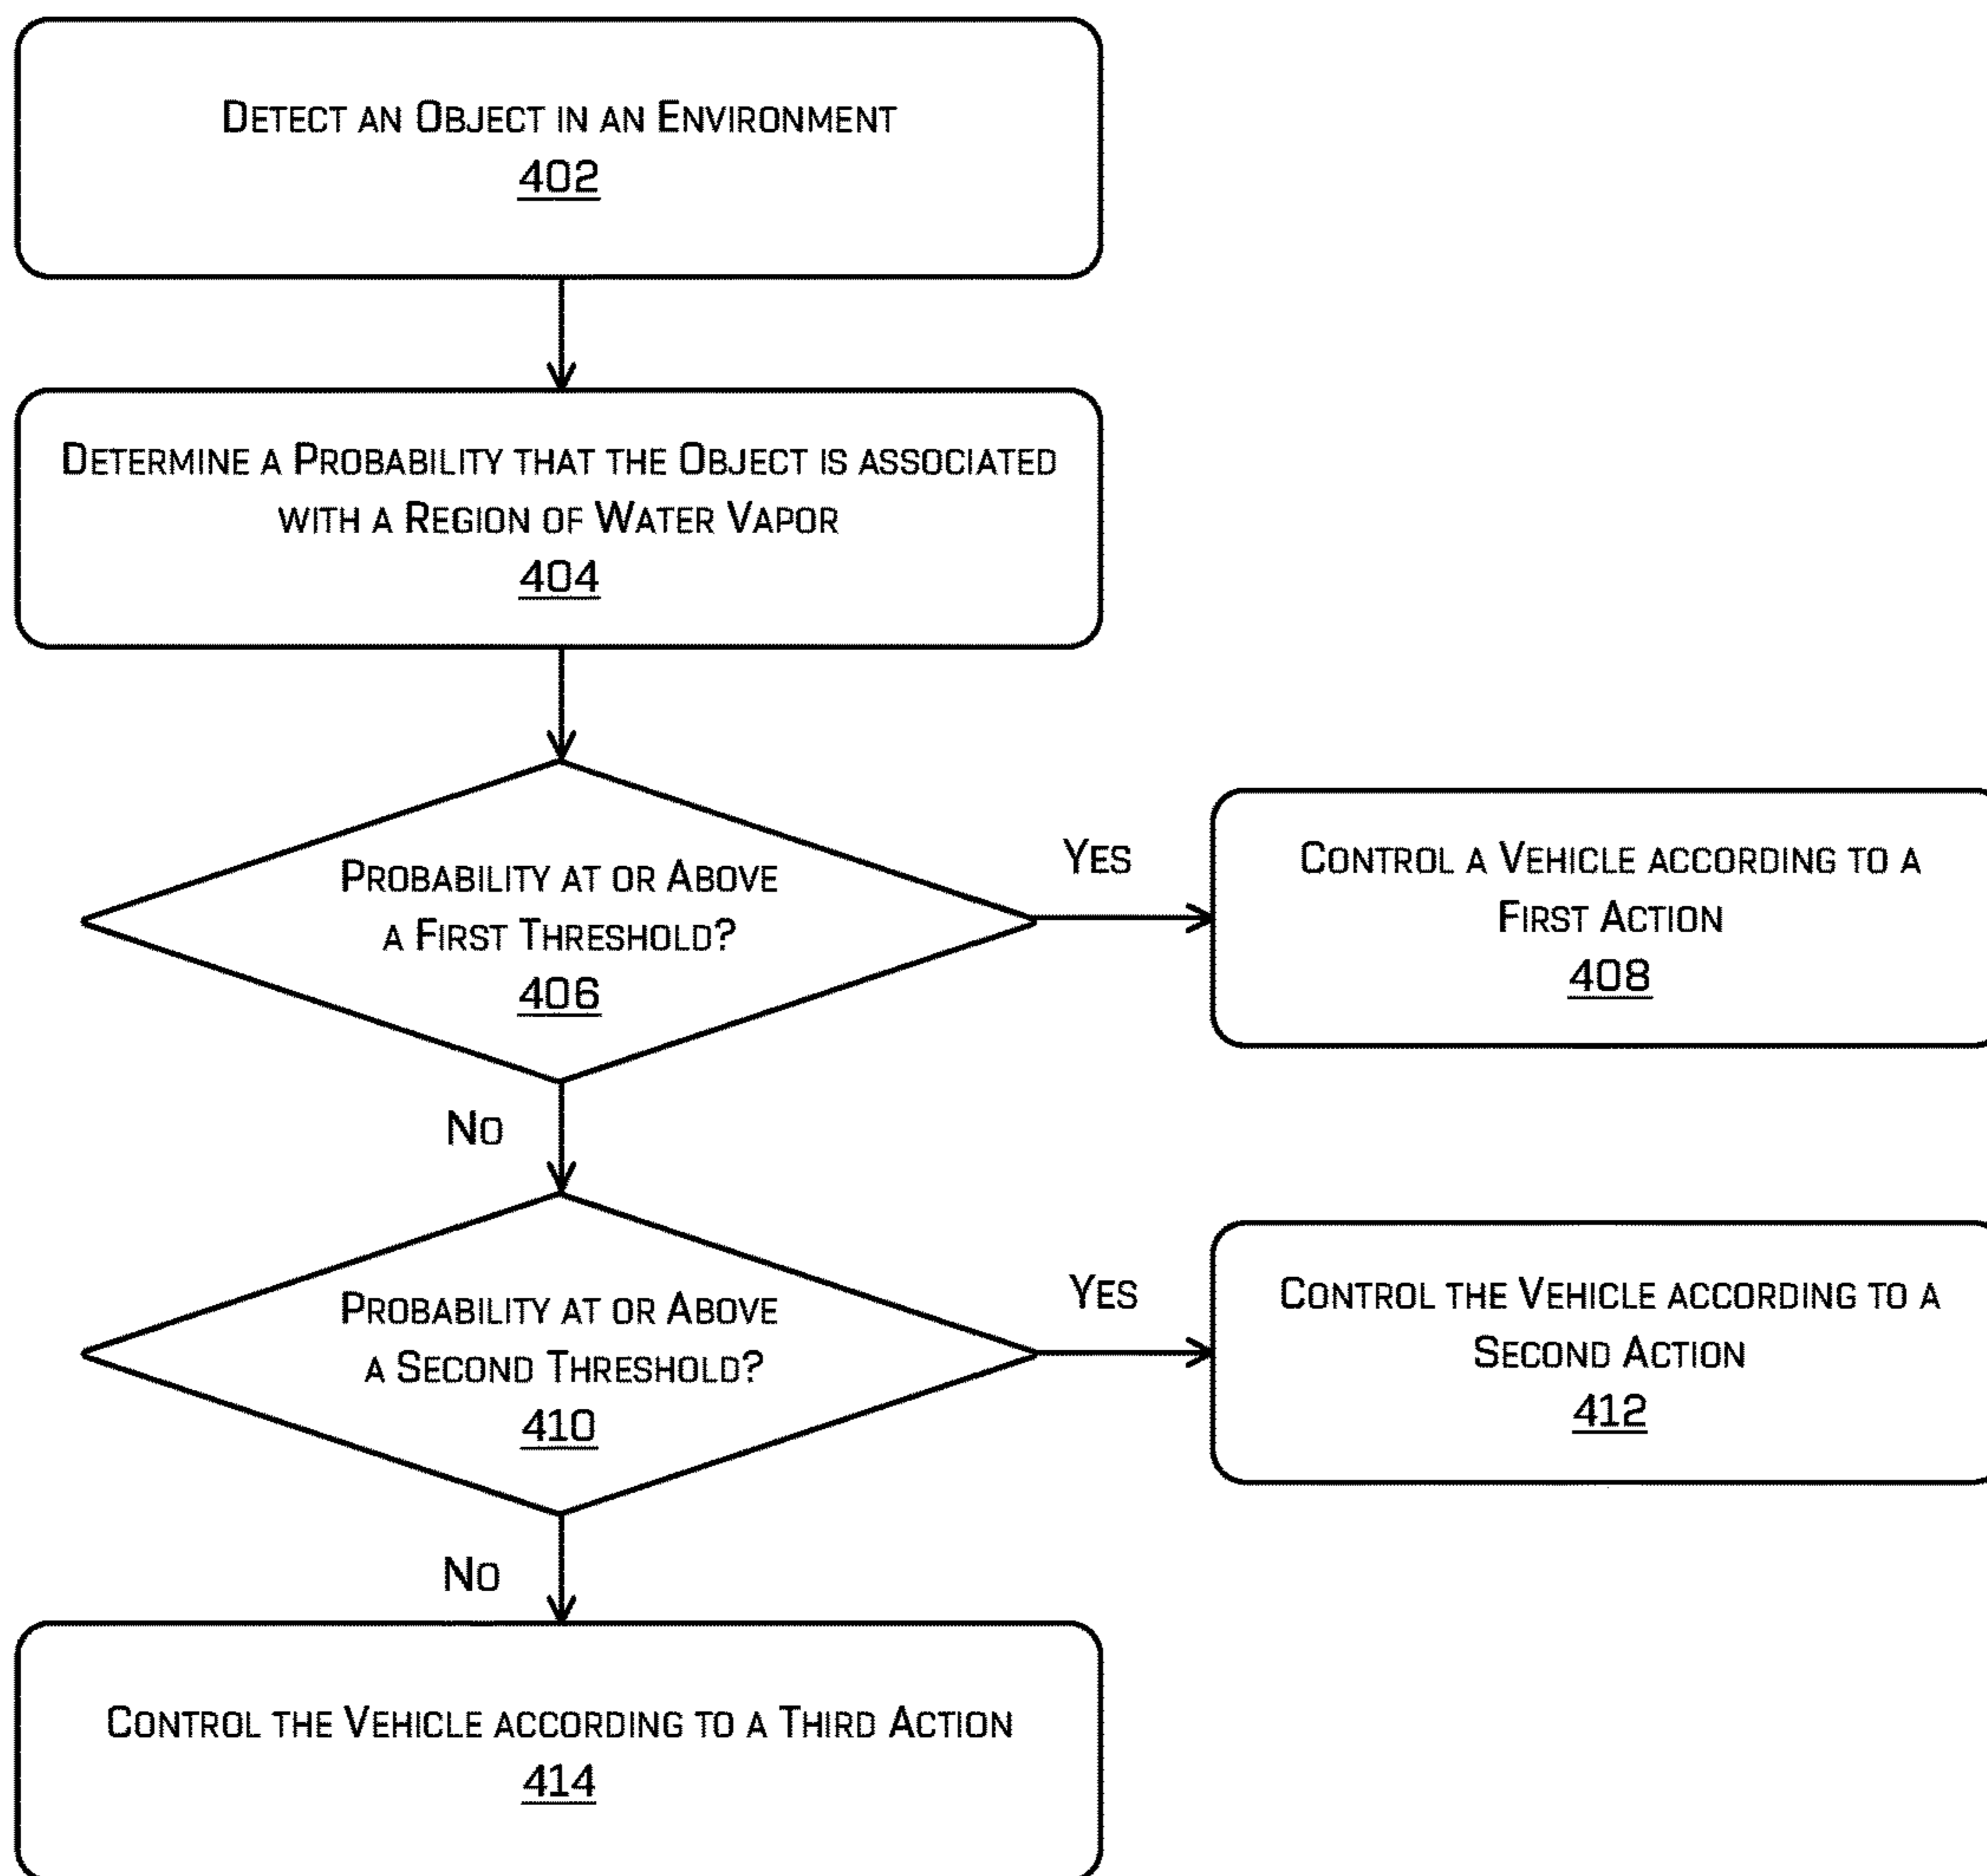 Detect an Object in an Environment
402
Determine a Probability that the Object is associated
with a Region of Water Vapor
404
Probability at or Above
a First Threshold?
406
Yes
Control a Vehicle according to a
First Action
408
No
Probability at or Above
a Second Threshold?
410
Yes
Control the Vehicle according to a
Second Action
412
No
Control the Vehicle according to a Third Action
414